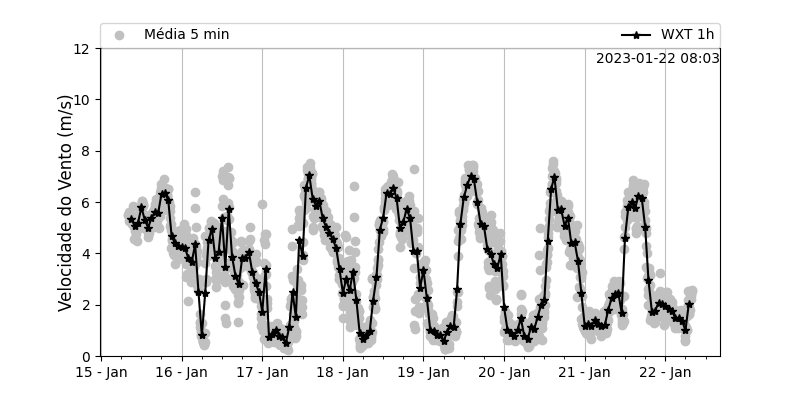 Média 5 min
WXT 1h
2023-01-22 08:03
Velocidade do Vento (m/s)
12
10
8
6
4
2
0
15 - Jan
16 - Jan
17 - Jan
18 - Jan
19 - Jan
20 - Jan
21 - Jan
22 - Jan